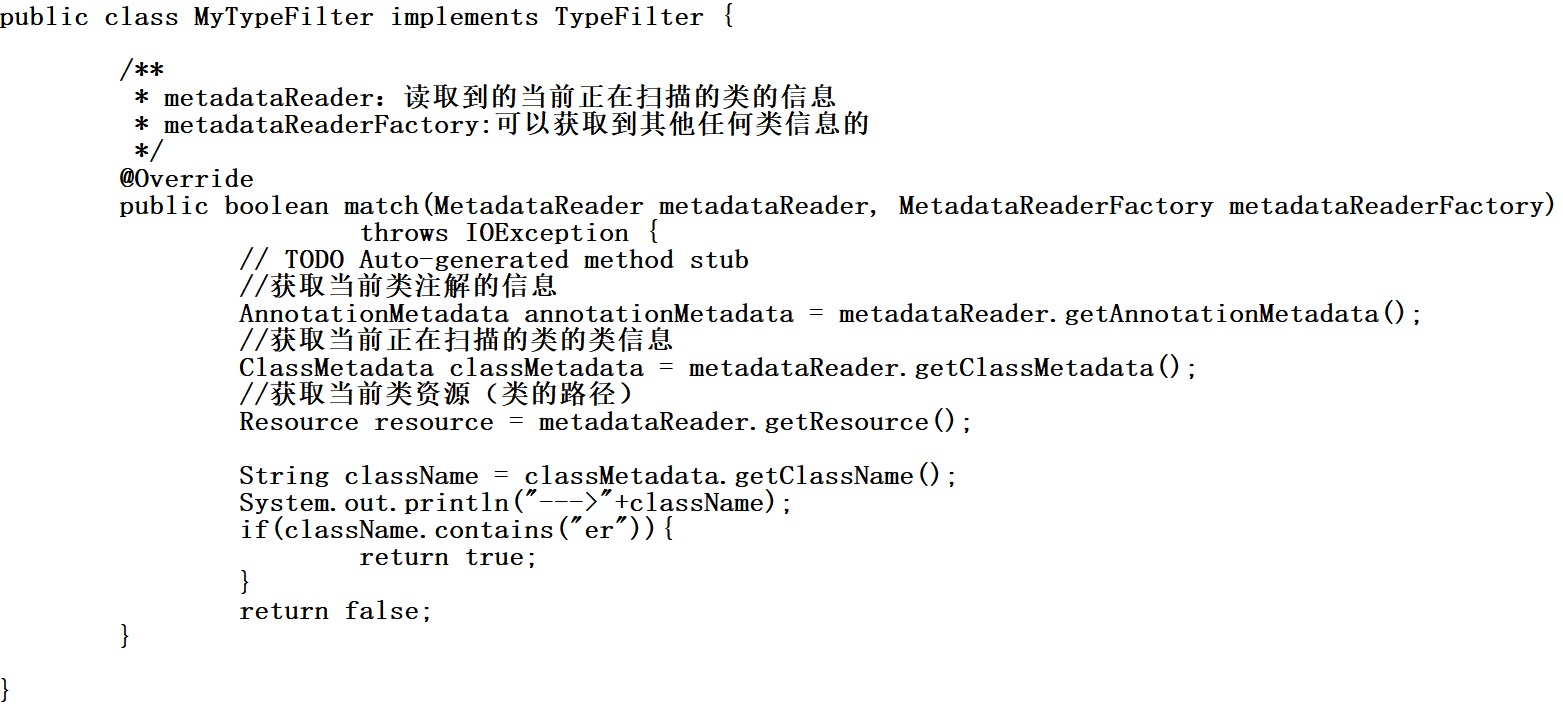 public class MyTypeFilter implements TypeFilter {
/**
* metadataReader：读取到的当前正在扫描的类的信息
* metadataReaderFactory:可以获取到其他任何类信息的
*/
@Override
public boolean match(MetadataReader metadataReader, MetadataReaderFactory metadataReaderFactory)
throws IOException {
// TODO Auto-generated method stub
//获取当前类注解的信息
AnnotationMetadata annotationMetadata = metadataReader.getAnnotationMetadata();
//获取当前正在扫描的类的类信息
ClassMetadata classMetadata = metadataReader.getClassMetadata();
//获取当前类资源（类的路径）
Resource resource = metadataReader.getResource();
String className = classMetadata.getClassName();
System.out.println("--->"+className);
if(className.contains("er")){
return true;
}
return false;
}
}